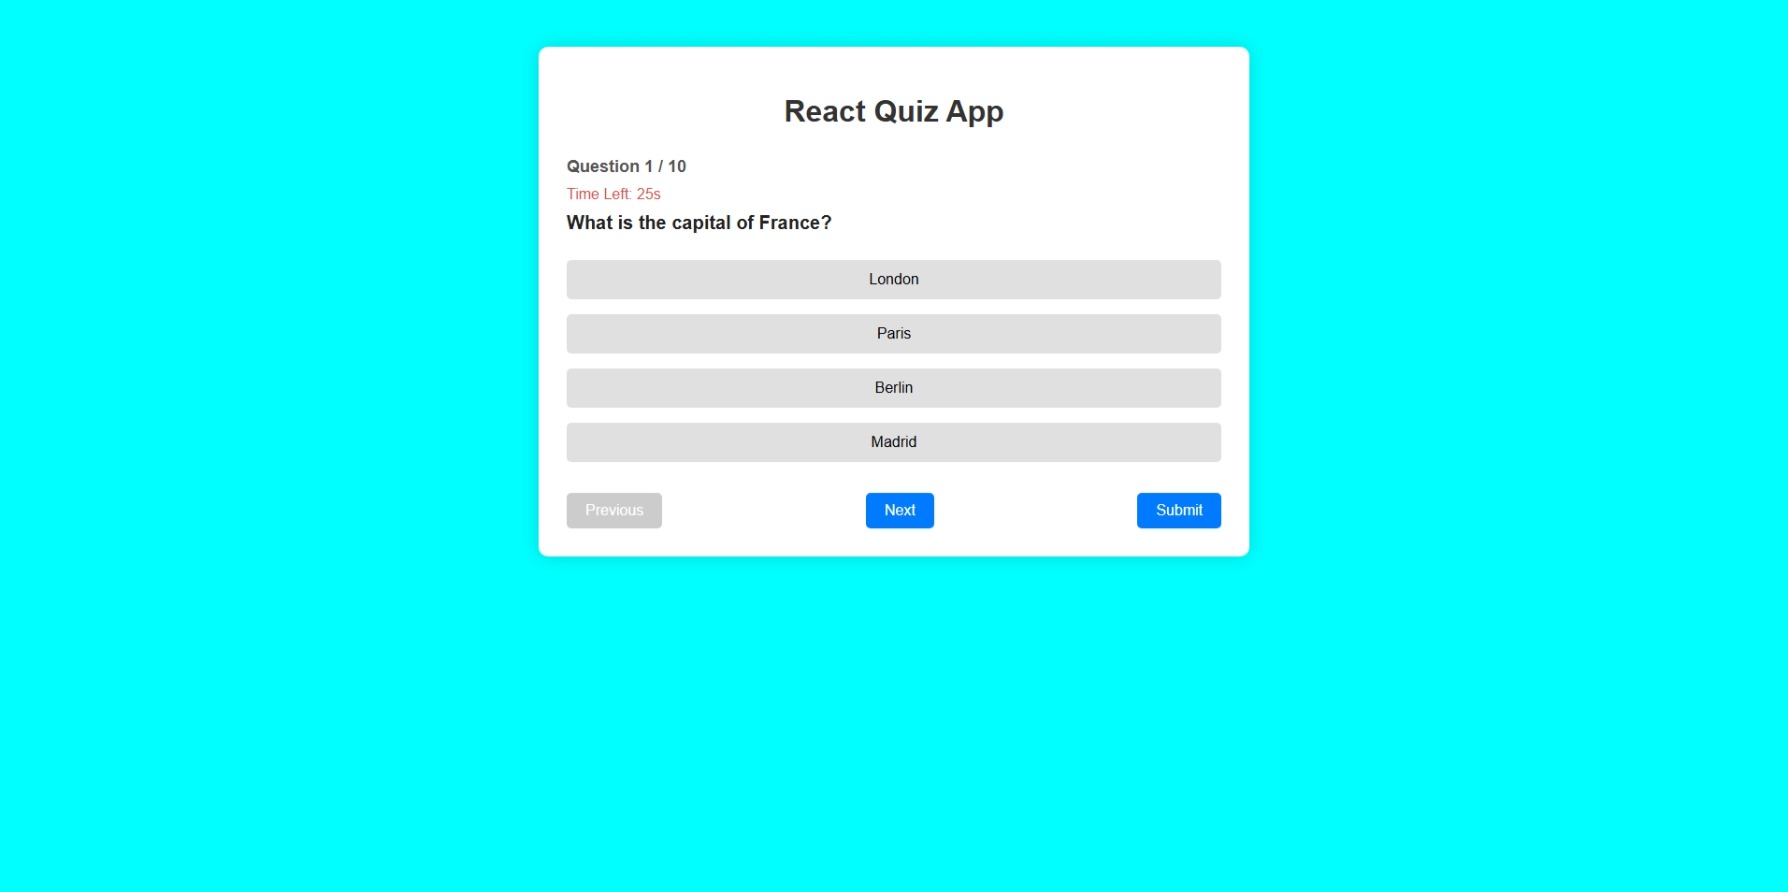 React Quiz App
Question 1 / 10
Time Left: 25s
What is the capital of France?
London
Paris
Berlin
Madrid
Previous
Next
Submit